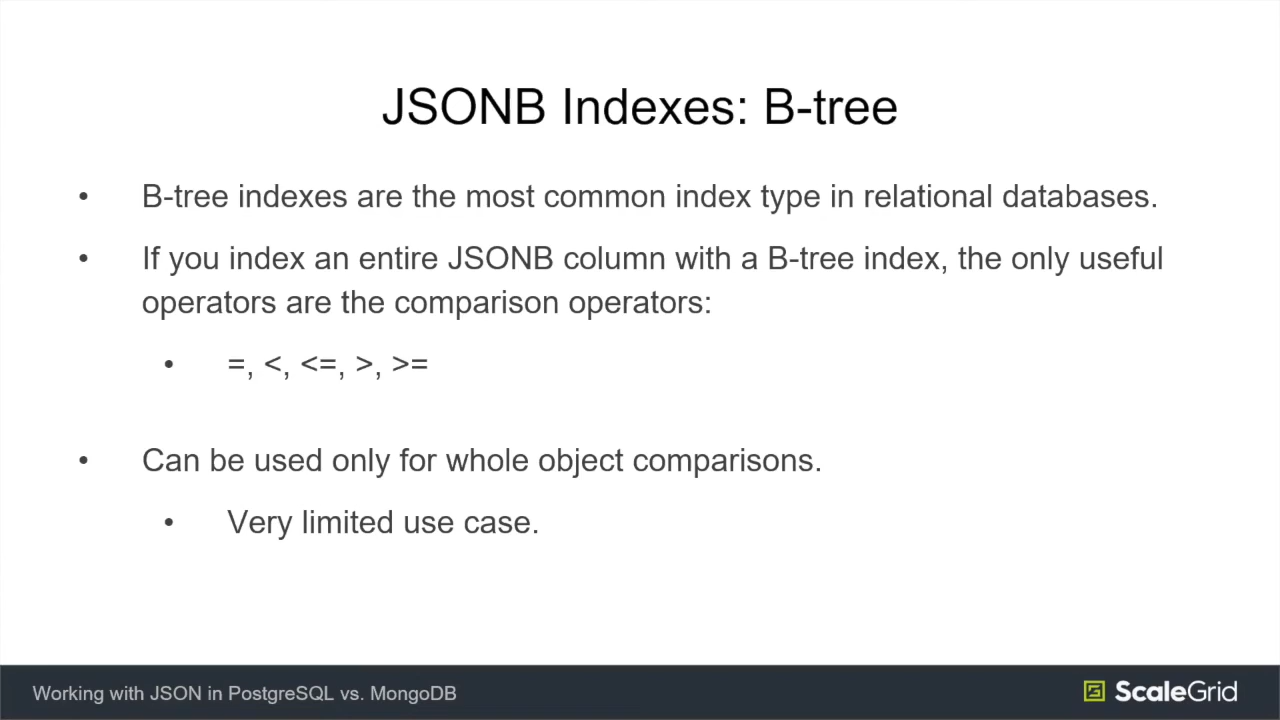 JSONB Indexes: B-tree
• B-tree indexes are the most common index type in relational databases.
• If you index an entire JSONB column with a B-tree index, the only useful
operators are the comparison operators:
• =, <, <=, >, >=
• Can be used only for whole object comparisons.
• Very limited use case.
Working with JSON in PostgreSQL vs. MongoDB
ScaleGrid